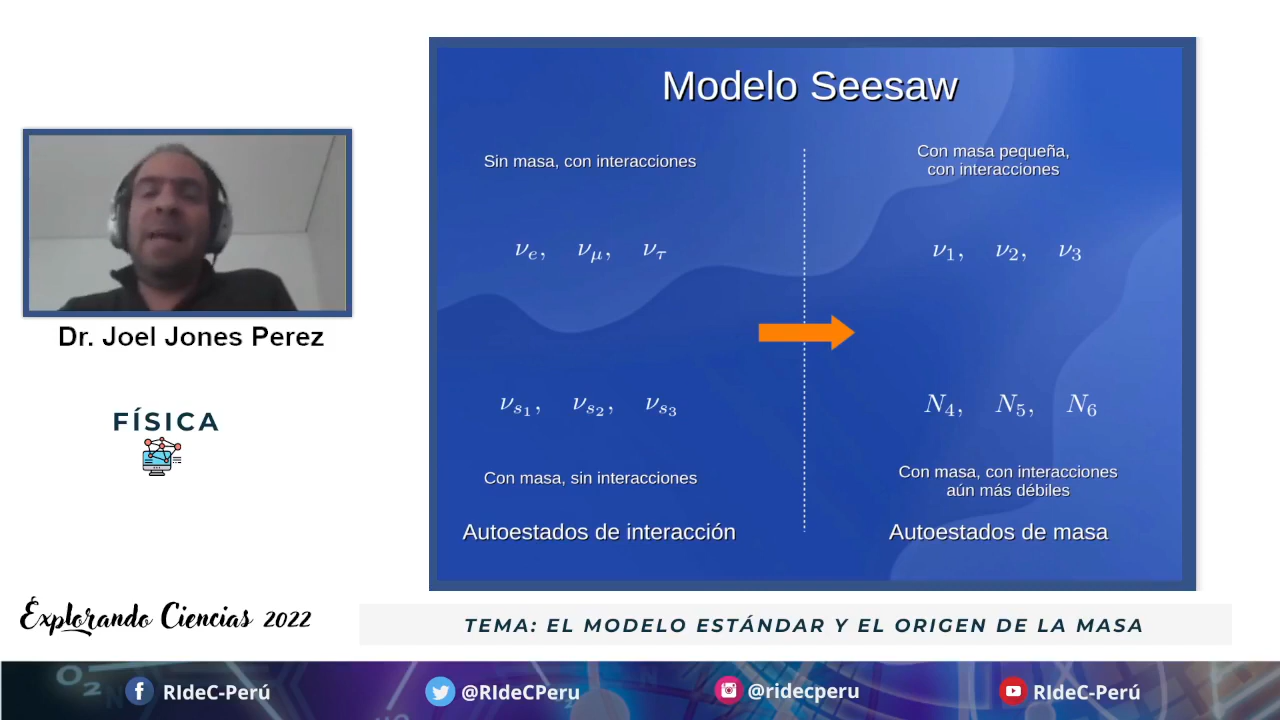 Modelo Seesaw
Sin masa, con interacciones
Con masa pequeña,
con interacciones
νe, νμ, ντ
ν1, ν2, ν3
νs1, νs2, νs3
N4, N5, N6
Con masa, sin interacciones
Con masa, con interacciones
aún más débiles
Autoestados de interacción
Autoestados de masa
Dr. Joel Jones Perez
FÍSICA
Explorando Ciencias 2022
TEMA: EL MODELO ESTÁNDAR Y EL ORIGEN DE LA MASA
O2
RIdeC-Perú
@RIdeCPeru
@ridecperu
RIdeC-Perú